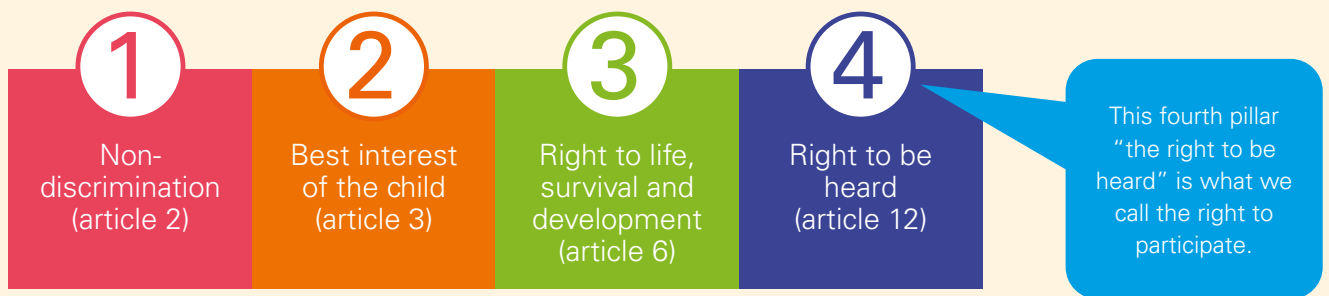 1
Non-
discrimination
(article 2)
2
Best interest
of the child
(article 3)
3
Right to life,
survival and
development
(article 6)
4
Right to be
heard
(article 12)
This fourth pillar
“the right to be
heard” is what we
call the right to
participate.